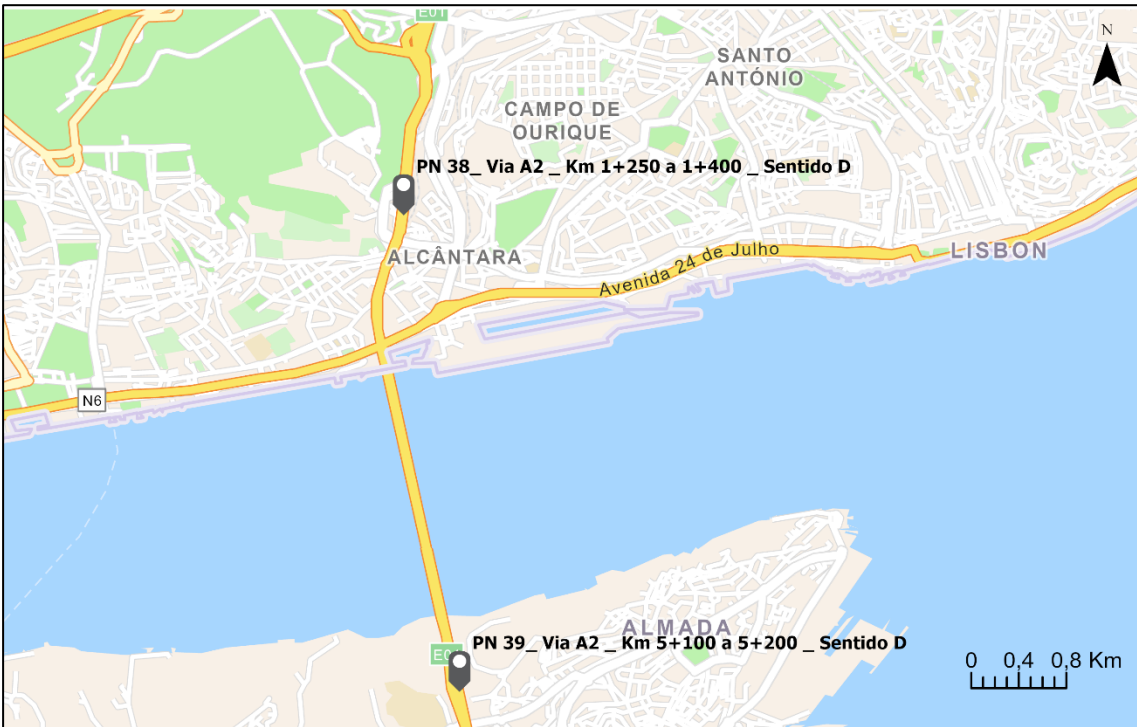 E01
N
SANTO
ANTÓNIO
CAMPO DE
OURIQUE
PN 38_ Via A2 _ Km 1+250 a 1+400 _ Sentido D
ALCÂNTARA
Avenida 24 de Julho
LISBON
N6
ALMADA
PN 39_ Via A2 _ Km 5+100 a 5+200 _ Sentido D
0 0,4 0,8 Km